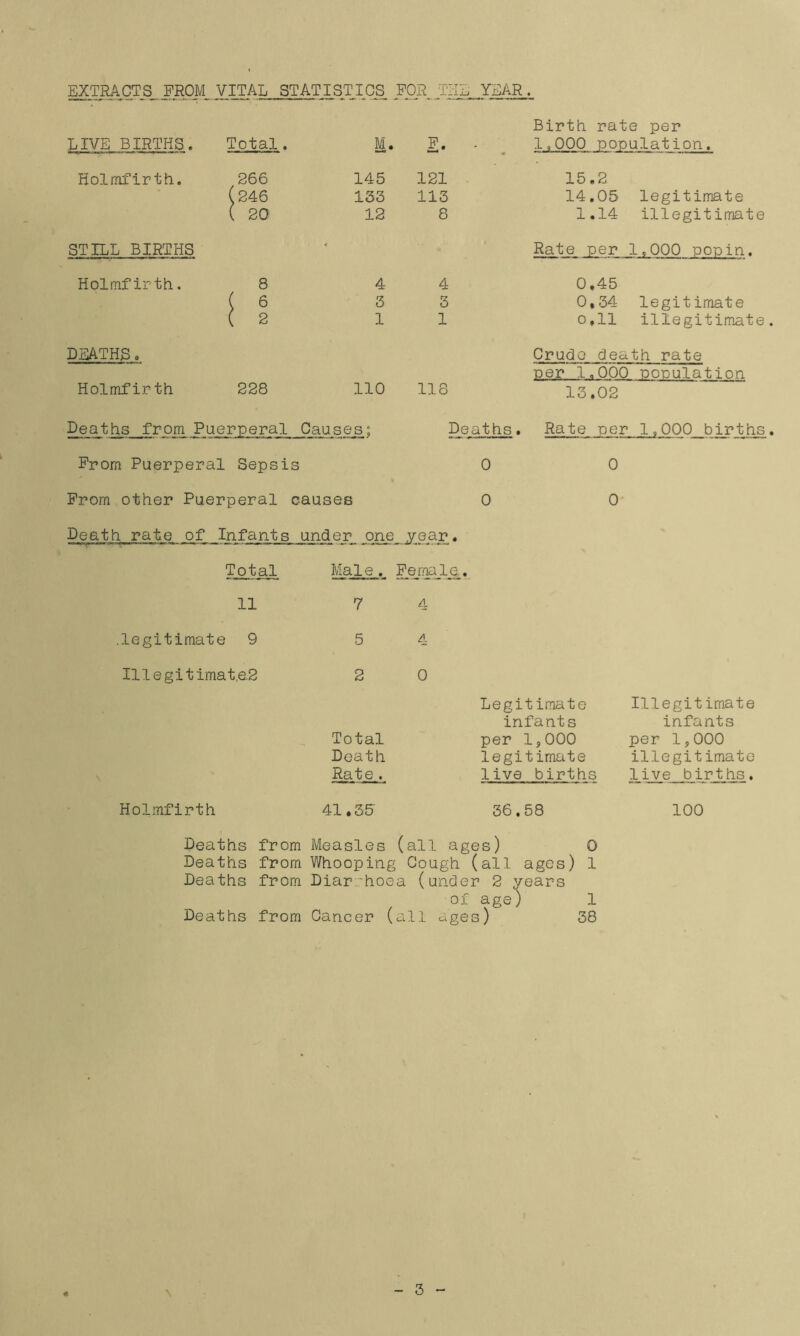 EXTRACTS FROM VITAL STATISTICS FOR THE YEAR.
Birth rate per
LIVE BIRTHS. Total. M. F. 1,000 population.
Holmfirth. 266 145 121 15.2
(246 133 113 14.05 legitimate
( 20 12 8 1.14 illegitimate
STILL BIRTHS Rate per 1,000 popln.
Holmfirth. 8 4 4 0.45
( 6 3 3 0.34 legitimate
( 2 1 1 o.11 illegitimate.
DEATHS. Crude death rate
per 1,000 population
Holmfirth 228 110 118 13.02
Deaths from Puerperal Causes; Deaths. Rate per 1,000 births.
From Puerperal Sepsis 0 0
From other Puerperal causes 0 0
Death rate of Infants under one year.
Total Male. Female.
11 7 4
.legitimate 9 5 4
Illegitimate.2 2 0
Legitimate Illegitimate
infants infants
Total per 1,000 per 1,000
Death legitimate illegitimate
Rate. live births live births.
Holmfirth 41.35 36.58 100
Deaths from Measles (all ages) 0
Deaths from Whooping Cough (all ages) 1
Deaths from Diarrhoea (under 2 years
of age) 1
Deaths from Cancer (all ages) 38
- 3 -